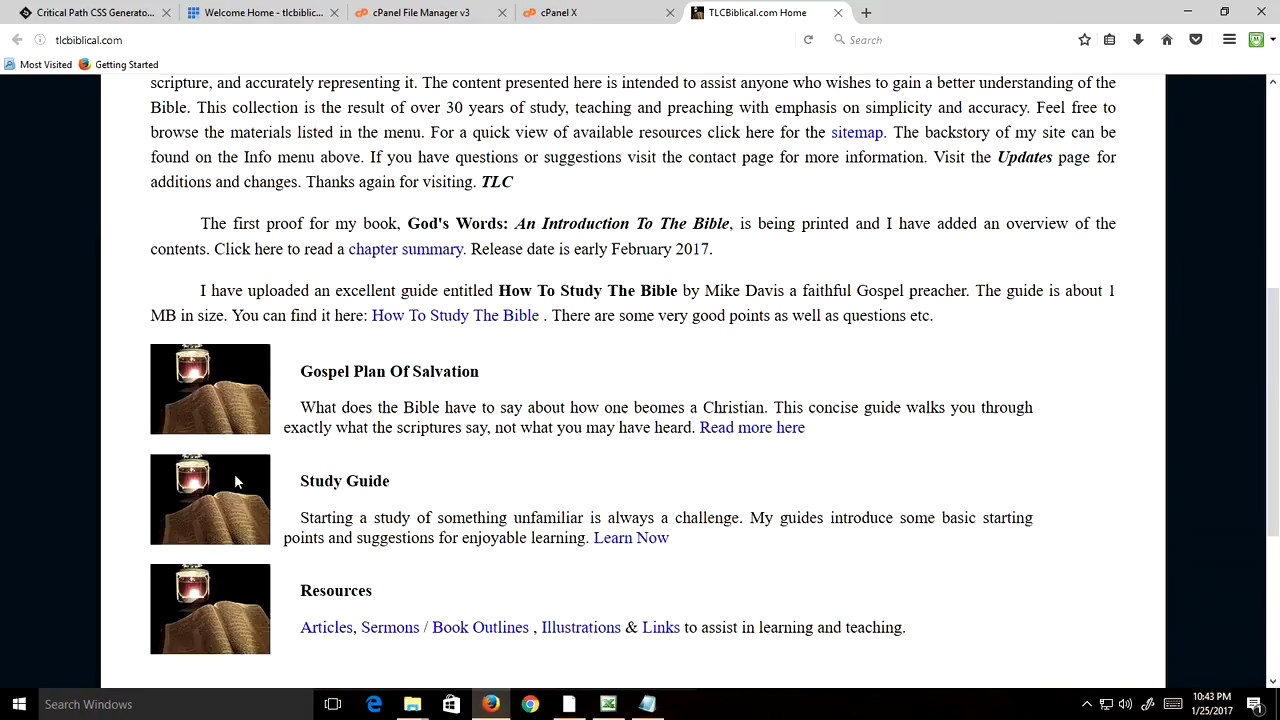 Critical Path CSS Generato...
Welcome Home - tlcbiblic...
cPanel File Manager v3
cPanel X
TLCBiblical.com Home
tlcbiblical.com
Search
Most Visited
Getting Started
scripture, and accurately representing it. The content presented here is intended to assist anyone who wishes to gain a better understanding of the
Bible. This collection is the result of over 30 years of study, teaching and preaching with emphasis on simplicity and accuracy. Feel free to
browse the materials listed in the menu. For a quick view of available resources click here for the sitemap. The backstory of my site can be
found on the Info menu above. If you have questions or suggestions visit the contact page for more information. Visit the Updates page for
additions and changes. Thanks again for visiting. TLC
The first proof for my book, God's Words: An Introduction To The Bible, is being printed and I have added an overview of the
contents. Click here to read a chapter summary. Release date is early February 2017.
I have uploaded an excellent guide entitled How To Study The Bible by Mike Davis a faithful Gospel preacher. The guide is about 1
MB in size. You can find it here: How To Study The Bible . There are some very good points as well as questions etc.
Gospel Plan Of Salvation
What does the Bible have to say about how one beomes a Christian. This concise guide walks you through
exactly what the scriptures say, not what you may have heard. Read more here
Study Guide
Starting a study of something unfamiliar is always a challenge. My guides introduce some basic starting
points and suggestions for enjoyable learning. Learn Now
Resources
Articles, Sermons / Book Outlines , Illustrations & Links to assist in learning and teaching.
Search Windows
10:43 PM
1/25/2017